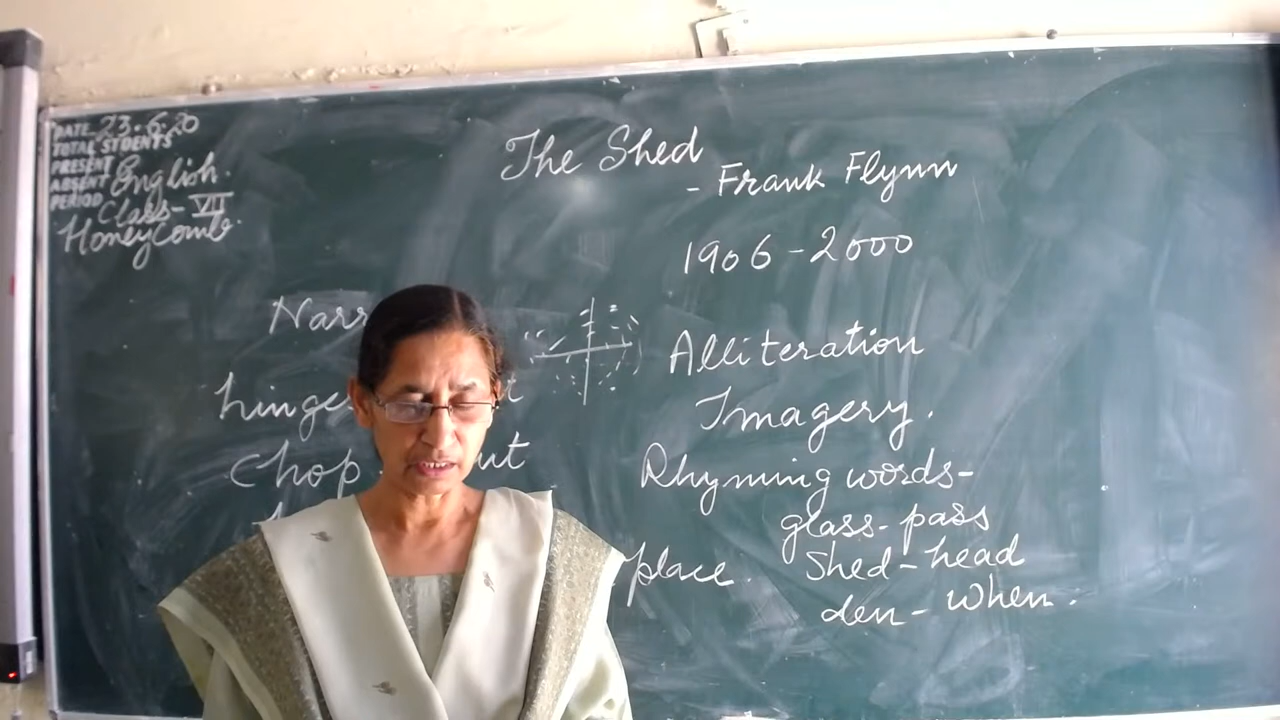 DATE 23.6.20
TOTAL STUDENTS
PRESENT
ABSENT English.
PERIOD Class-VII
Honeycomb.
The Shed
- Frank Flynn
1906-2000
Alliteration
Imagery.
Chop
Rhyming words-
glass-pass
place. Shed-head
den-when.